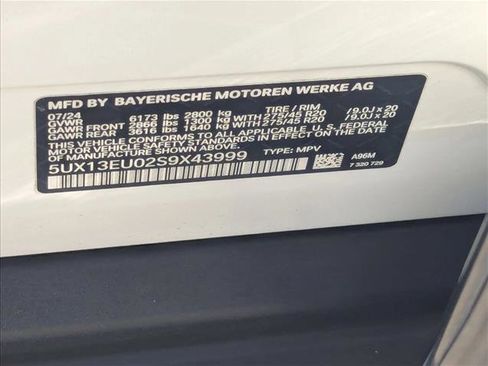 MFD BY BAYERISCHE MOTOREN WERKE AG
07/24 TIRE / RIM
GVWR 6173 lbs 2800 kg
GAWR FRONT 2866 lbs 1300 kg WITH 275/45 R20 /9.0J x 20
GAWR REAR 3616 lbs 1640 kg WITH 275/45 R20 /9.0J x 20
THIS VEHICLE CONFORMS TO ALL APPLICABLE FEDERAL
MOTOR VEHICLE SAFETY STANDARDS IN EFFECT ON THE DATE OF
MANUFACTURE SHOWN ABOVE.
5UX13EU02S9X43999 TYPE: MPV
A96M
7 320 729